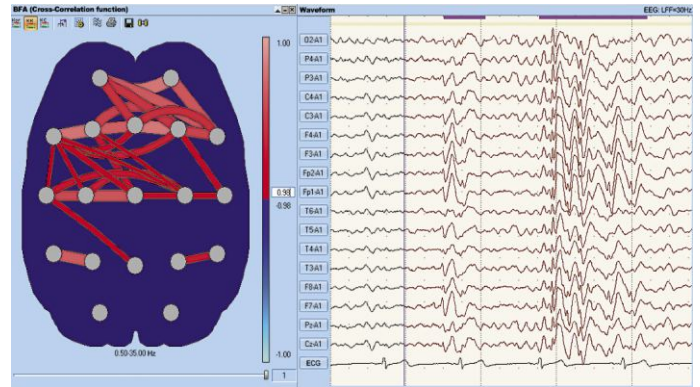 BFA (Cross-Correlation function)
Waveform
EEG: LFF<30Hz
1.00
0.98
-0.98
-1.00
0.50-35.00 Hz
1
O2-A1
P4-A1
P3-A1
C4-A1
C3-A1
F4-A1
F3-A1
Fp2-A1
Fp1-A1
T6-A1
T5-A1
T4-A1
T3-A1
F8-A1
F7-A1
Pz-A1
Cz-A1
ECG